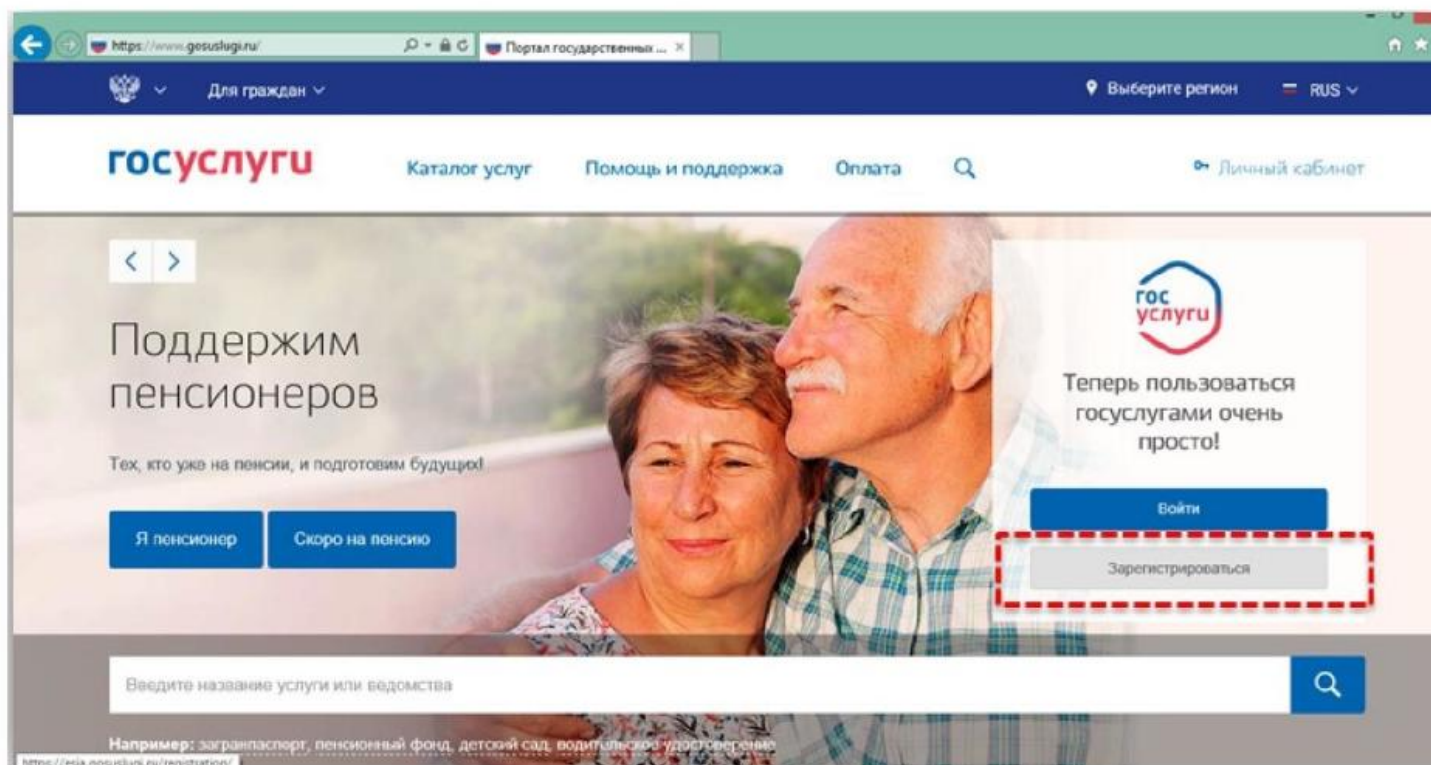 https://www.gosuslugi.ru/
Портал государственных ...
Для граждан
Выберите регион
RUS
госуслуги
Каталог услуг
Помощь и поддержка
Оплата
Личный кабинет
Поддержим
пенсионеров
Тех, кто уже на пенсии, и подготовим будущих!
Я пенсионер
Скоро на пенсию
гос
услуги
Теперь пользоваться
госуслугами очень
просто!
Войти
Зарегистрироваться
Введите название услуги или ведомства
Например: загранпаспорт, пенсионный фонд, детский сад, водительское удостоверение
https://esia.gosuslugi.ru/registration/